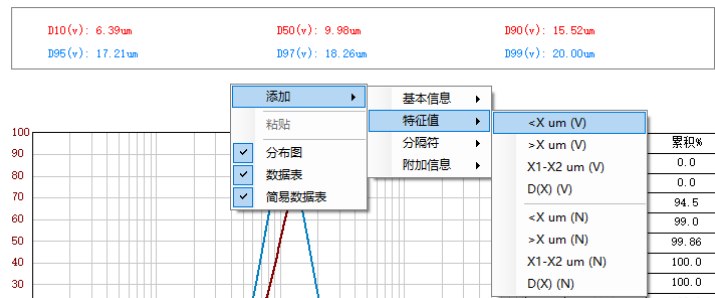 D10(v): 6.39um D50(v): 9.98um D90(v): 15.52um
D95(v): 17.21um D97(v): 18.26um D99(v): 20.00um
添加
粘贴
分布图
数据表
简易数据表
基本信息
特征值
分隔符
附加信息
<X um (V)
>X um (V)
X1-X2 um (V)
D(X) (V)
<X um (N)
>X um (N)
X1-X2 um (N)
D(X) (N)
100
90
80
70
60
50
40
30
累积%
0.0
0.0
94.5
99.0
99.86
100.0
100.0